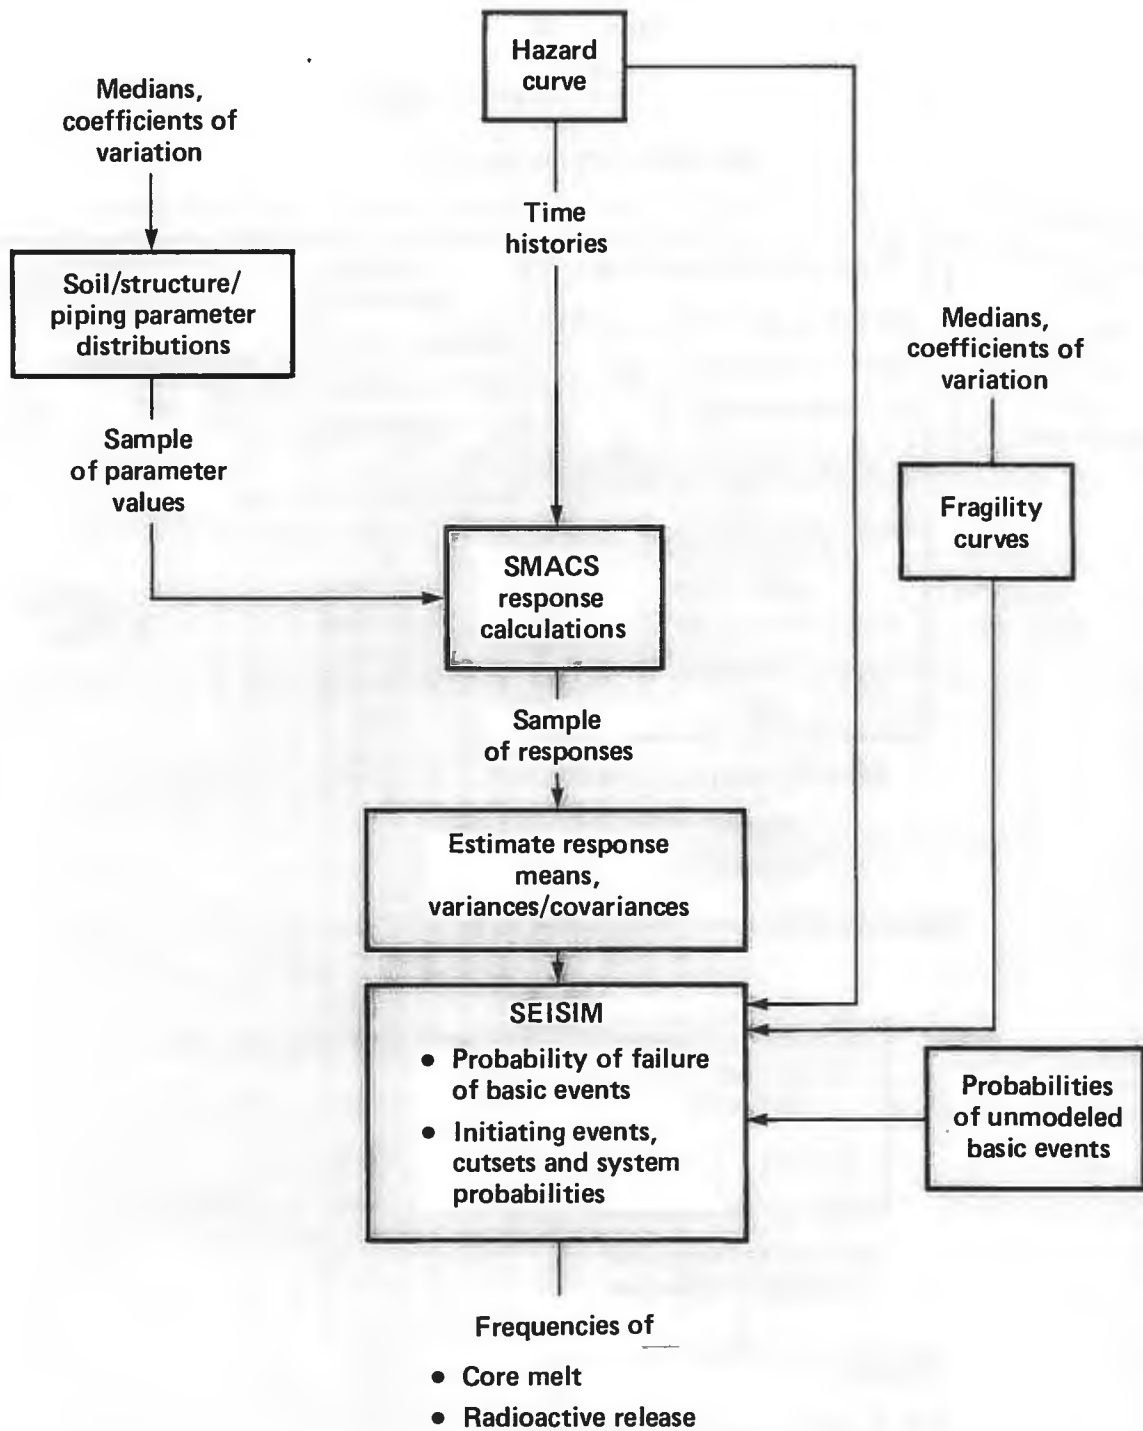 Hazard
curve
Medians,
coefficients of
variation
Time
histories
Soil/structure/
piping parameter
distributions
Medians,
coefficients of
variation
Sample
of parameter
values
Fragility
curves
SMACS
response
calculations
Sample
of responses
Estimate response
means,
variances/covariances
SEISIM
• Probability of failure
of basic events
• Initiating events,
cutsets and system
probabilities
Probabilities
of unmodeled
basic events
Frequencies of
• Core melt
• Radioactive release